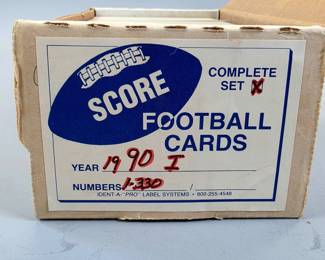 SCORE
COMPLETE
SET X
FOOTBALL
CARDS
YEAR 1990 I
NUMBERS 1-330 /
IDENT-A-"PRO" LABEL SYSTEMS • 800-255-4548